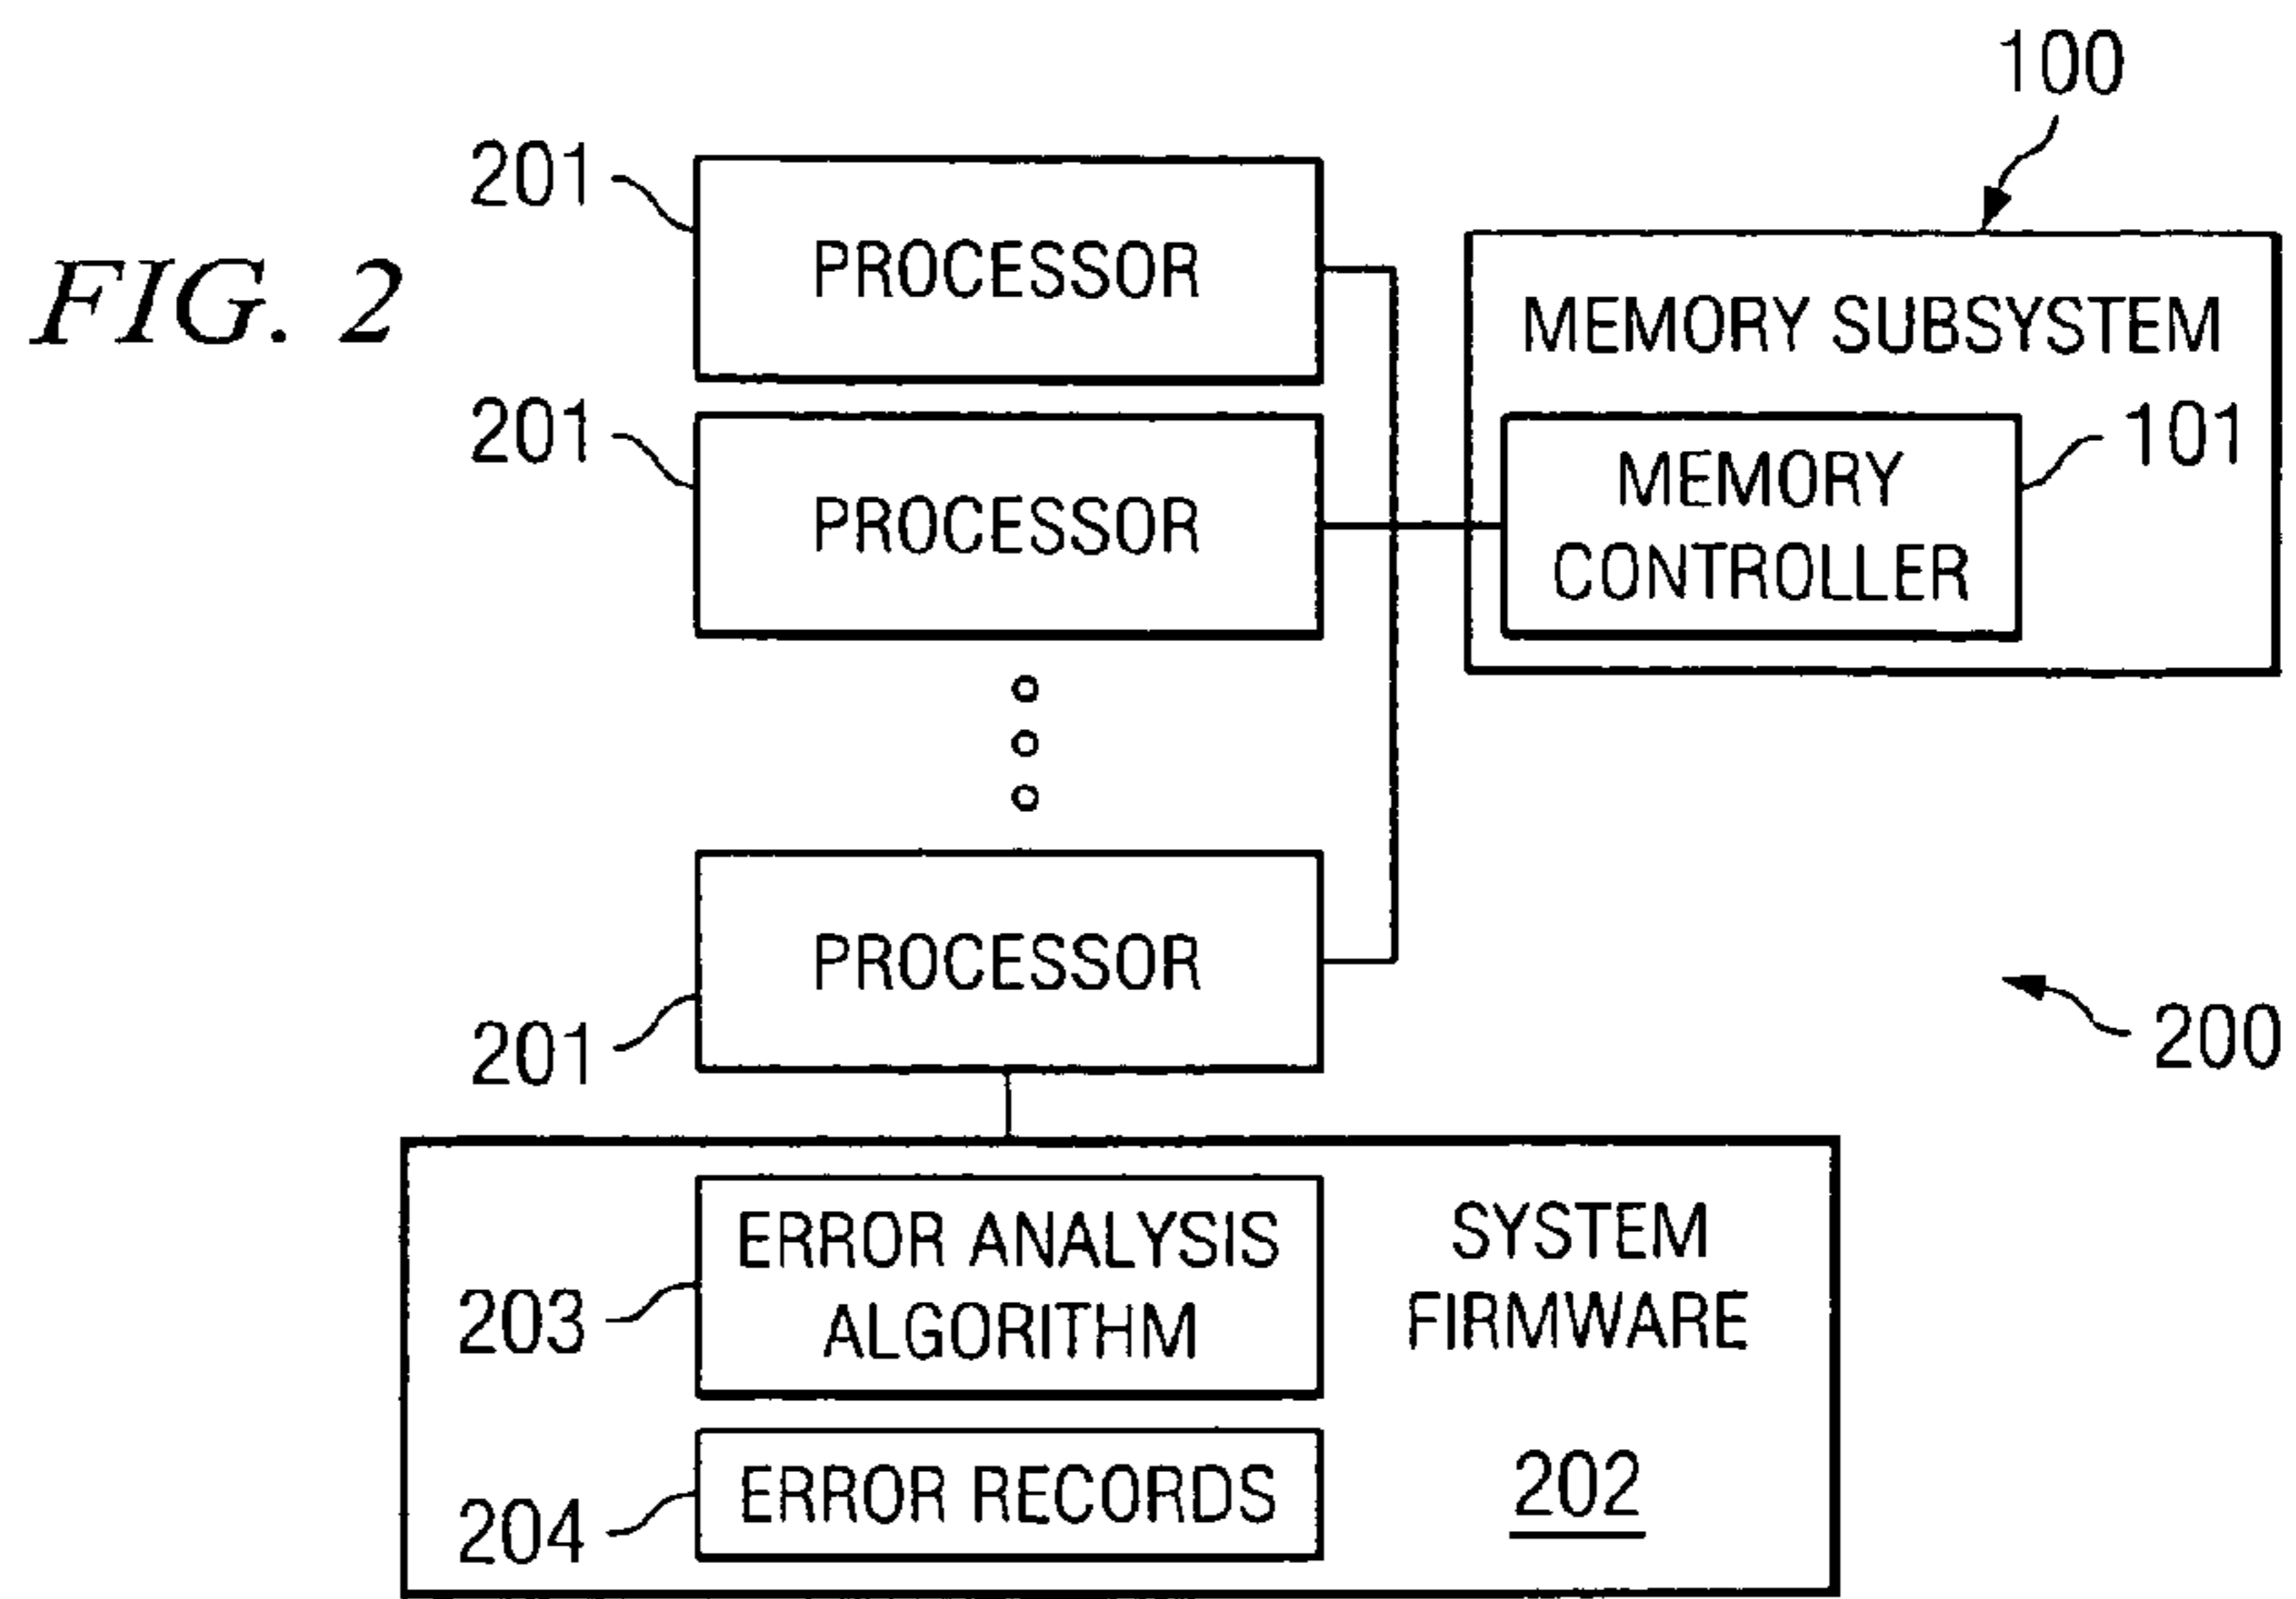 100
201
PROCESSOR
FIG. 2
MEMORY SUBSYSTEM
201
PROCESSOR
101
MEMORY
CONTROLLER
PROCESSOR
201
200
ERROR ANALYSIS
ALGORITHM
203
SYSTEM
FIRMWARE
ERROR RECORDS
204
202